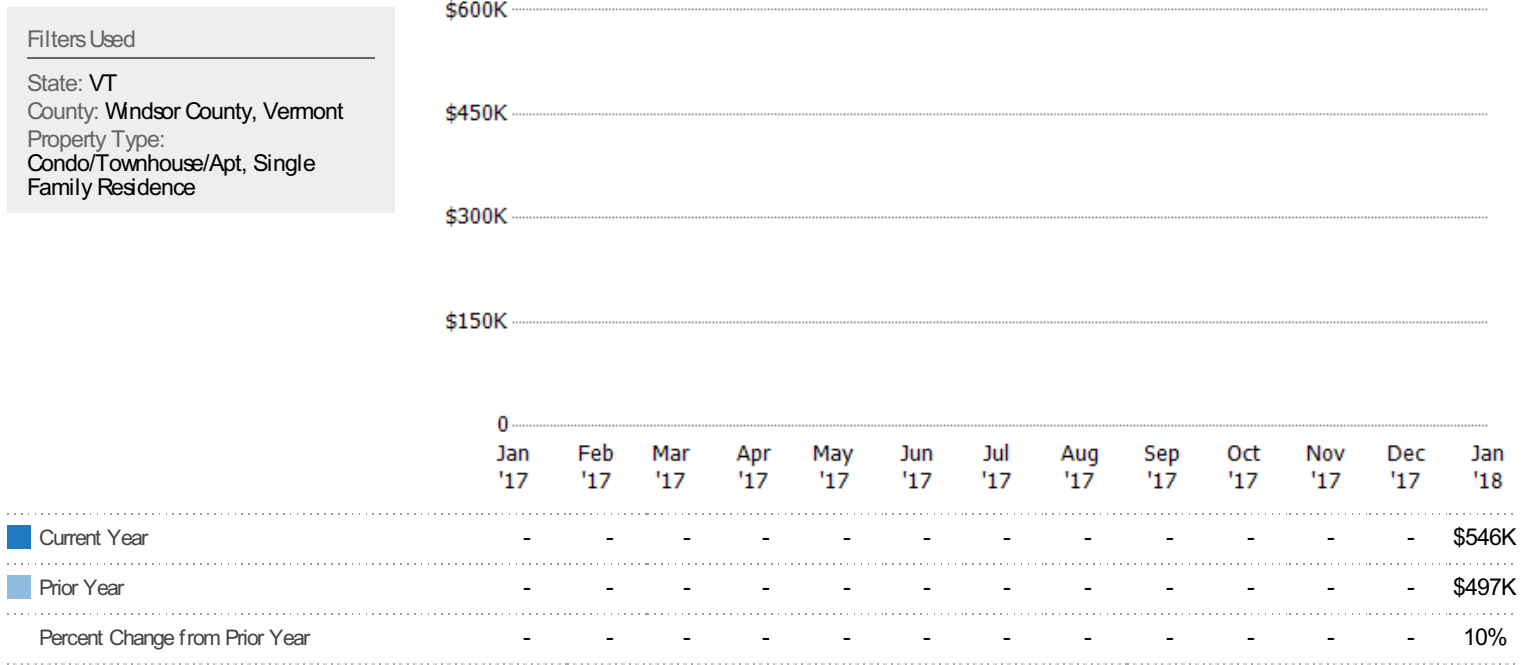 Filters Used
State: VT
County: Windsor County, Vermont
Property Type:
Condo/Townhouse/Apt, Single
Family Residence
$600K
$450K
$300K
$150K
0
Jan Feb Mar Apr May Jun Jul Aug Sep Oct Nov Dec Jan
'17 '17 '17 '17 '17 '17 '17 '17 '17 '17 '17 '17 '18
Current Year - - - - - - - - - - - - $546K
Prior Year - - - - - - - - - - - - $497K
Percent Change from Prior Year - - - - - - - - - - - - 10%